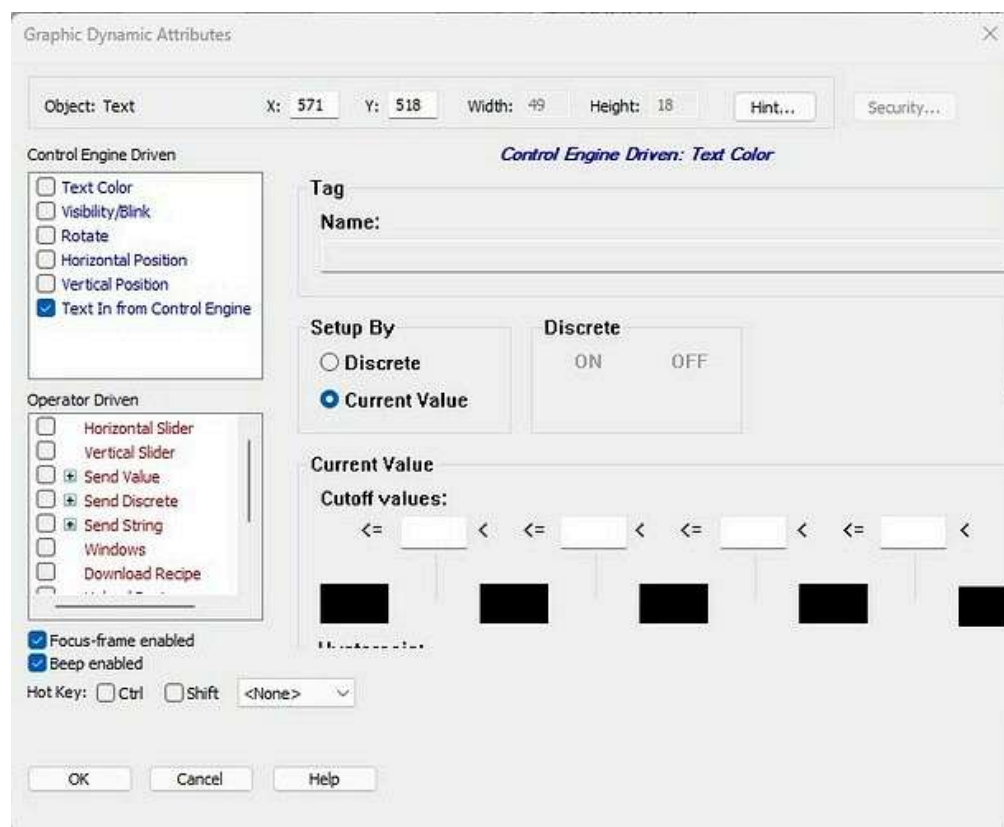 Graphic Dynamic Attributes
Object: Text X: 571 Y: 518 Width: 49 Height: 18 Hint... Security...
Control Engine Driven
Text Color
Visibility/Blink
Rotate
Horizontal Position
Vertical Position
Text In from Control Engine
Operator Driven
Horizontal Slider
Vertical Slider
Send Value
Send Discrete
Send String
Windows
Download Recipe
Focus-frame enabled
Beep enabled
Hot Key: Ctrl Shift <None>
Control Engine Driven: Text Color
Tag
Name:
Setup By
Discrete
Current Value
Discrete
ON OFF
Current Value
Cutoff values:
<= < <= < <= < <= <
OK Cancel Help